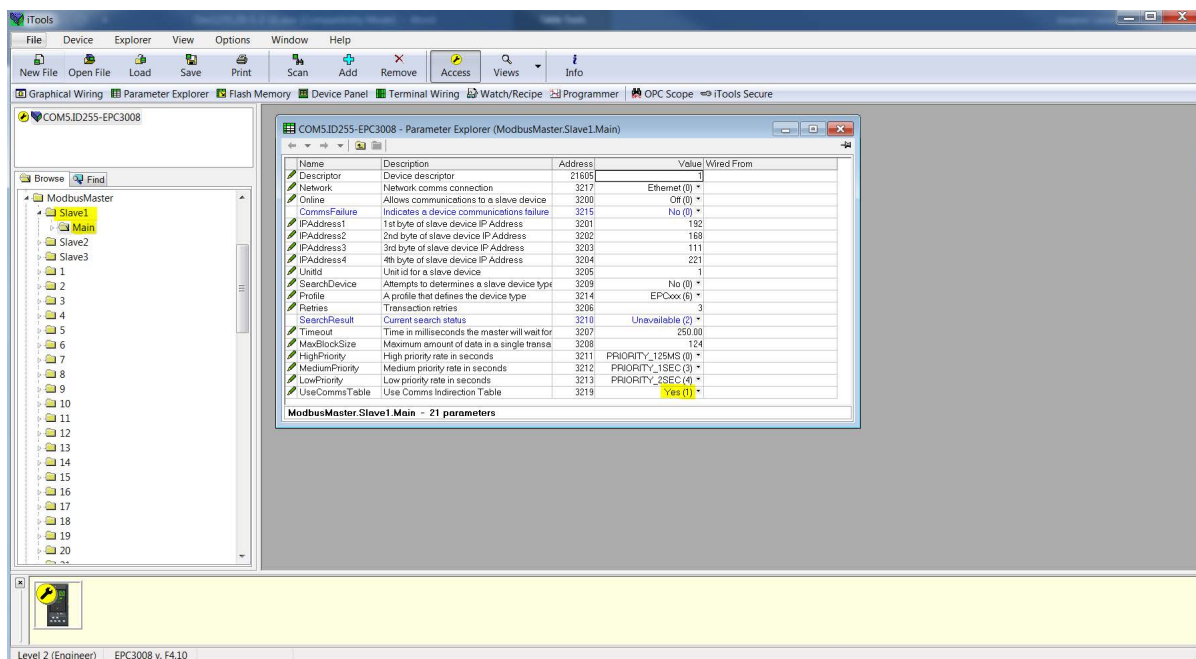 iTools
File Device Explorer View Options Window Help
New File Open File Load Save Print Scan Add Remove Access Views Info
Graphical Wiring Parameter Explorer Flash Memory Device Panel Terminal Wiring Watch/Recipe Programmer OPC Scope iTools Secure
COM5.ID255-EPC3008
Browse Find
ModbusMaster
Slave1
Main
Slave2
Slave3
1
2
3
4
5
6
7
8
9
10
11
12
13
14
15
16
17
18
19
20
COM5.ID255-EPC3008 - Parameter Explorer (ModbusMaster.Slave1.Main)
Name Description Address Value Wired From
Descriptor Device descriptor 21605 1
Network Network comms connection 3217 Ethernet (0)
Online Allows communications to a slave device 3200 Off (0)
CommsFailure Indicates a device communications failure 3215 No (0)
IPAddress1 1st byte of slave device IP Address 3201 192
IPAddress2 2nd byte of slave device IP Address 3202 168
IPAddress3 3rd byte of slave device IP Address 3203 111
IPAddress4 4th byte of slave device IP Address 3204 221
UnitId Unit id for a slave device 3205 1
SearchDevice Attempts to determines a slave device type 3209 No (0)
Profile A profile that defines the device type 3214 EPCxxx (6)
Retries Transaction retries 3206 3
SearchResult Current search status 3210 Unavailable (2)
Timeout Time in milliseconds the master will wait for 3207 250.00
MaxBlockSize Maximum amount of data in a single transa 3208 124
HighPriority High priority rate in seconds 3211 PRIORITY_125MS (0)
MediumPriority Medium priority rate in seconds 3212 PRIORITY_1SEC (3)
LowPriority Low priority rate in seconds 3213 PRIORITY_2SEC (4)
UseCommsTable Use Comms Indirection Table 3219 Yes (1)
ModbusMaster.Slave1.Main - 21 parameters
Level 2 (Engineer) EPC3008 v. F4.10